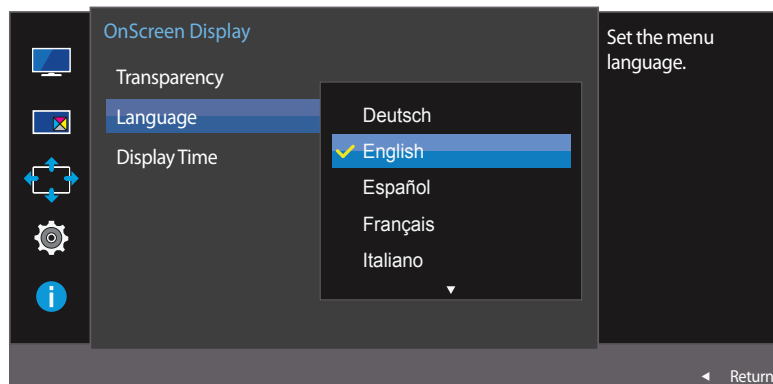 OnScreen Display
Transparency
Language
Display Time
Deutsch
English
Español
Français
Italiano
Set the menu
language.
Return